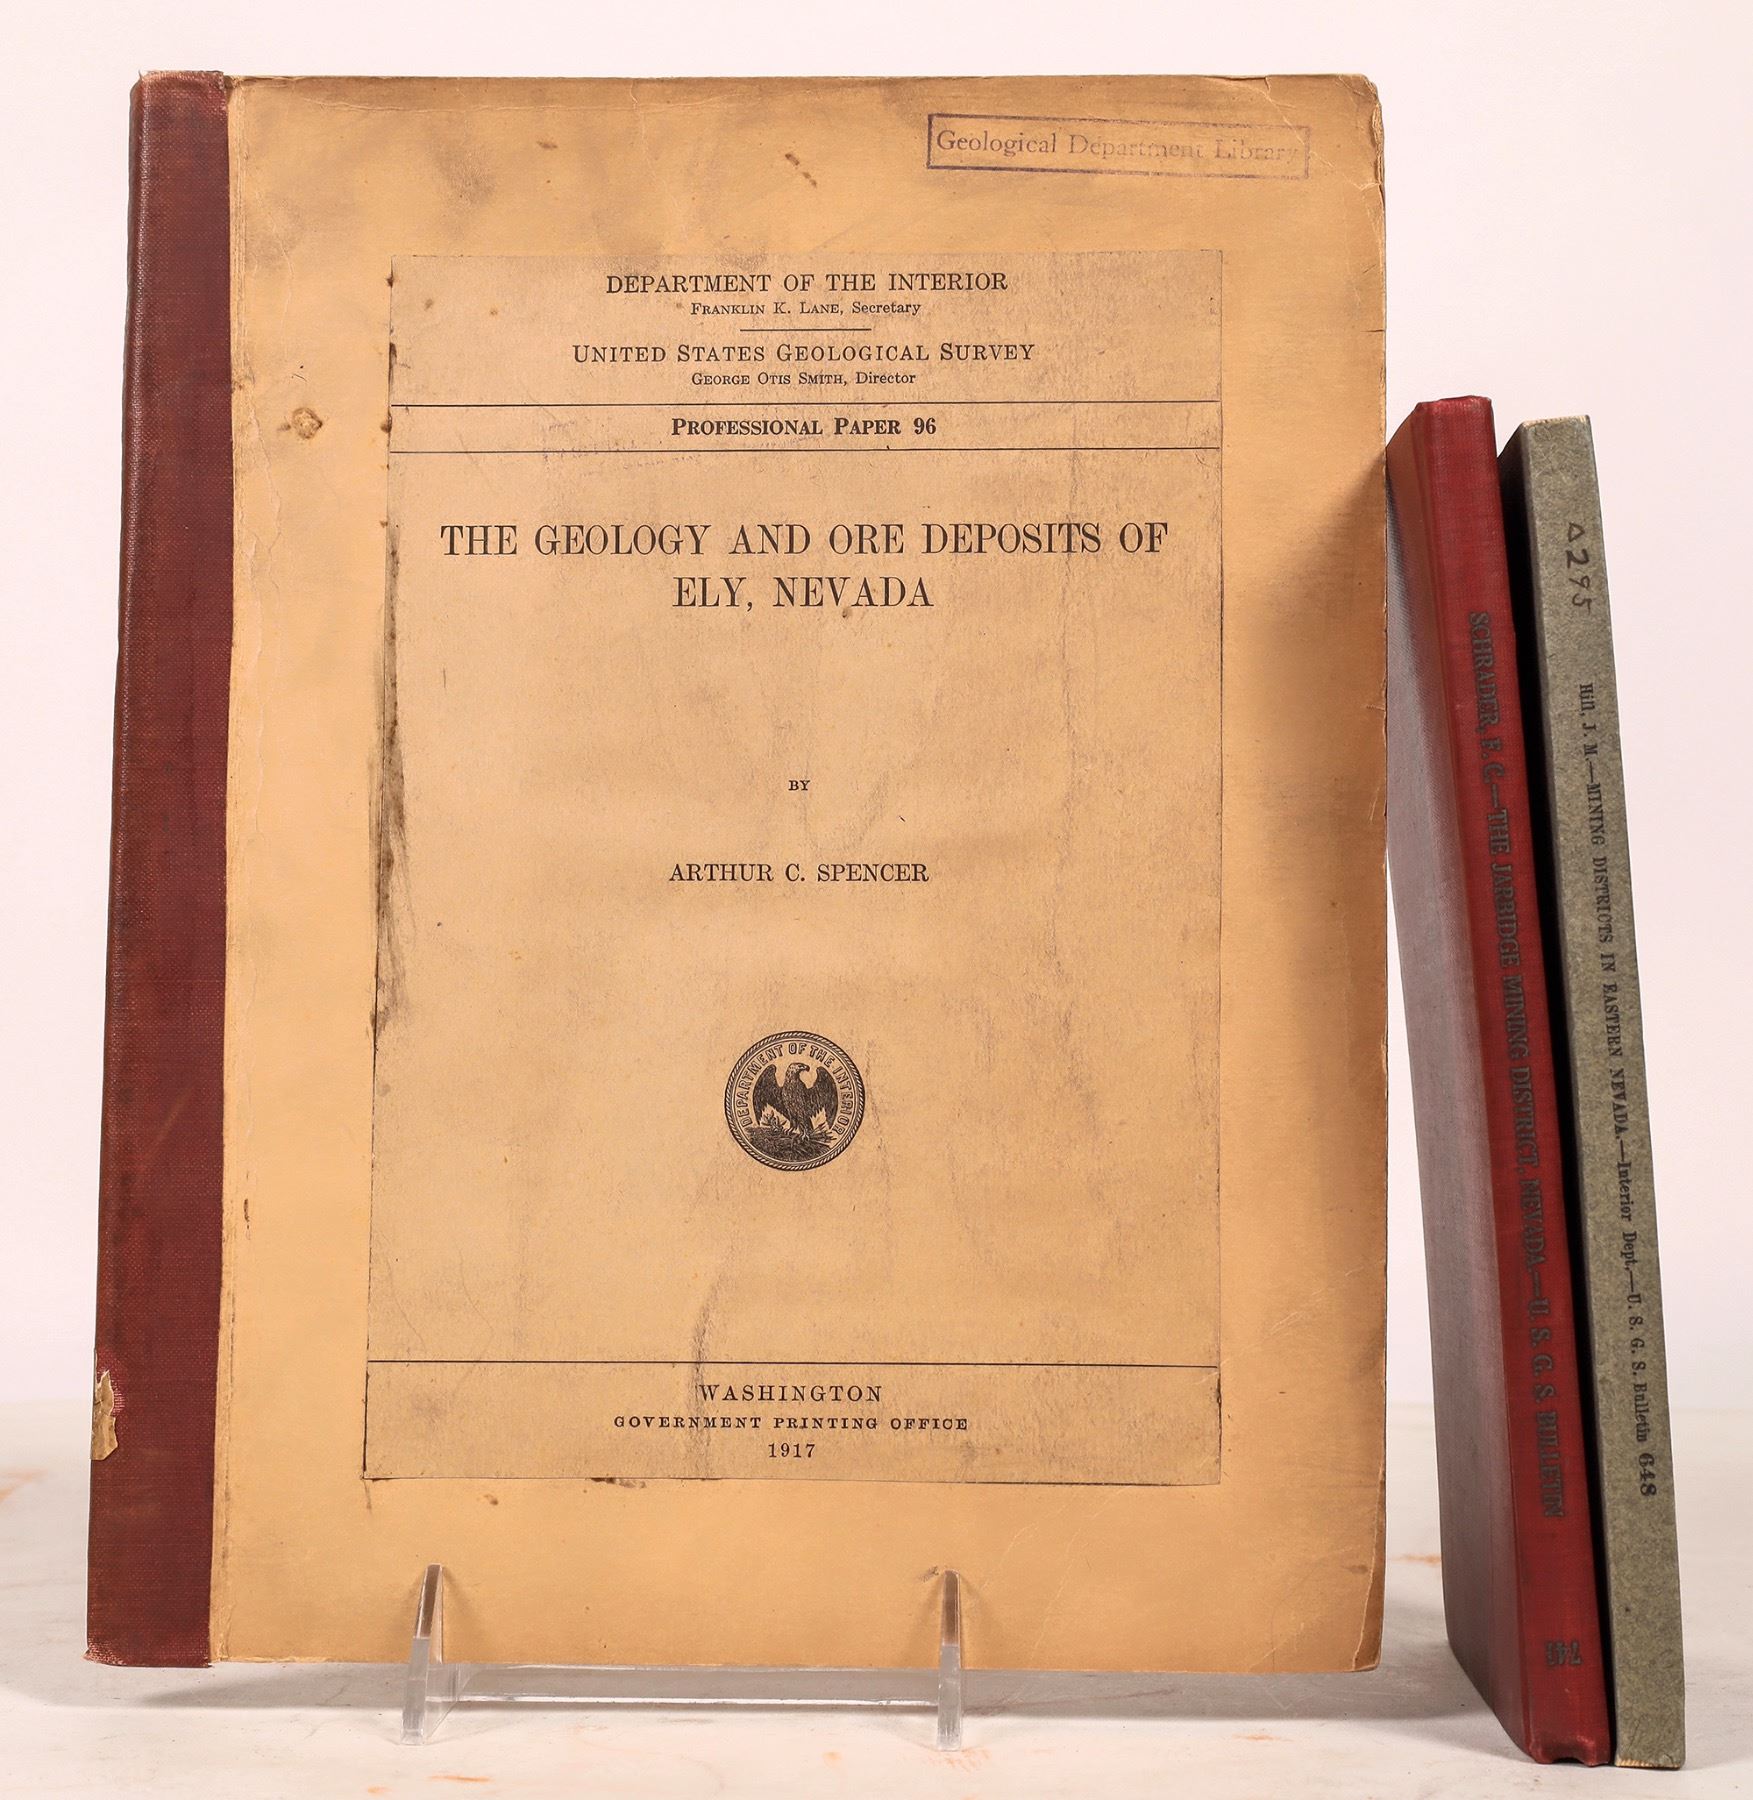 Geological Department Library
DEPARTMENT OF THE INTERIOR
FRANKLIN K. LANE, Secretary
UNITED STATES GEOLOGICAL SURVEY
GEORGE OTIS SMITH, Director
PROFESSIONAL PAPER 96
THE GEOLOGY AND ORE DEPOSITS OF
ELY, NEVADA
BY
ARTHUR C. SPENCER
DEPARTMENT OF THE INTERIOR
WASHINGTON
GOVERNMENT PRINTING OFFICE
1917
SCHRADER, F. C.—THE JARBIDGE MINING DISTRICT, NEVADA—U. S. G. S. BULLETIN
741
Δ295
Hill, J. M.—MINING DISTRICTS IN EASTERN NEVADA.—Interior Dept.—U. S. G. S. Bulletin 648